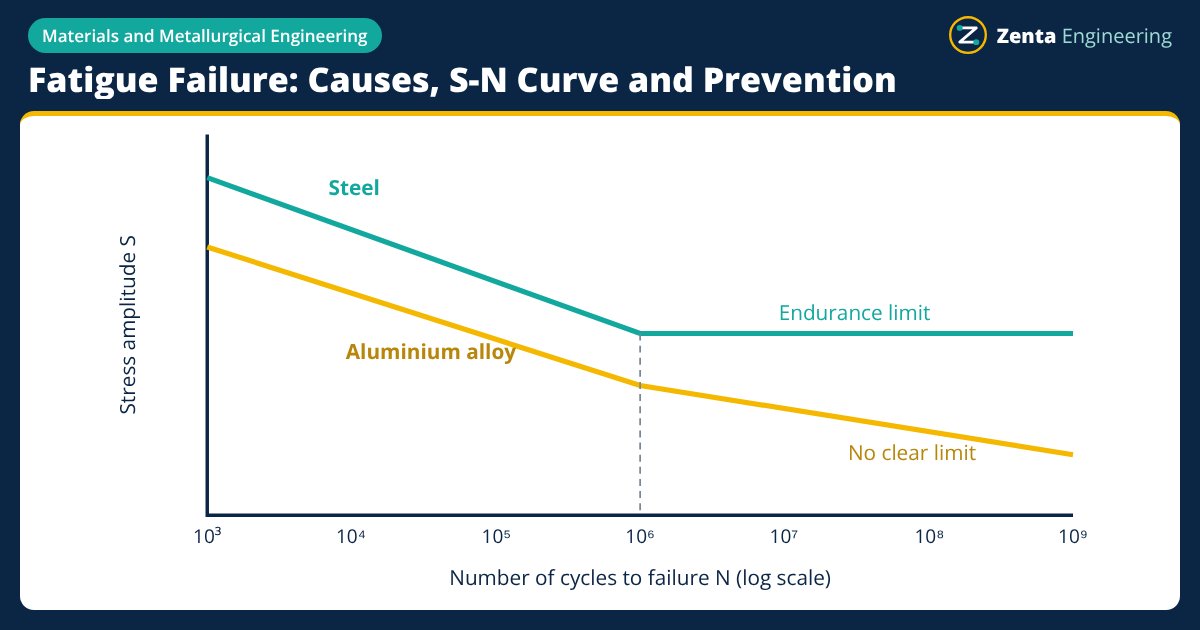 Materials and Metallurgical Engineering
Zenta Engineering
Fatigue Failure: Causes, S-N Curve and Prevention
Steel
Stress amplitude S
Endurance limit
Aluminium alloy
No clear limit
10³ 10⁴ 10⁵ 10⁶ 10⁷ 10⁸ 10⁹
Number of cycles to failure N (log scale)